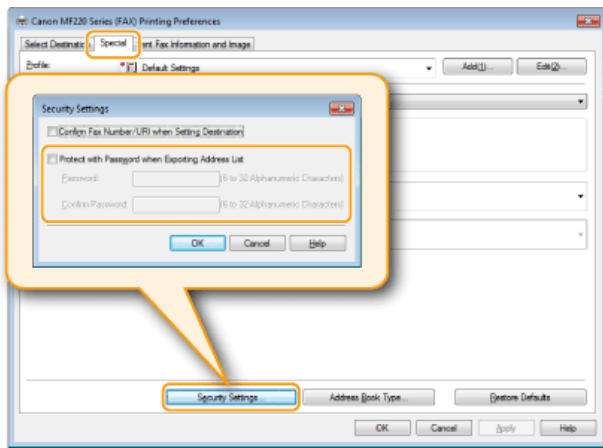 Canon MF220 Series (FAX) Printing Preferences
Select Destinatic Special ent Fax Information and Image
Profile: Default Settings Add(1)... Edit(2)...
Security Settings
Confirm Fax Number/URI when Setting Destination
Protect with Password when Exporting Address List
Password: (6 to 32 Alphanumeric Characters)
Confirm Password: (6 to 32 Alphanumeric Characters)
OK Cancel Help
Security Settings... Address Book Type... Restore Defaults
OK Cancel Apply Help